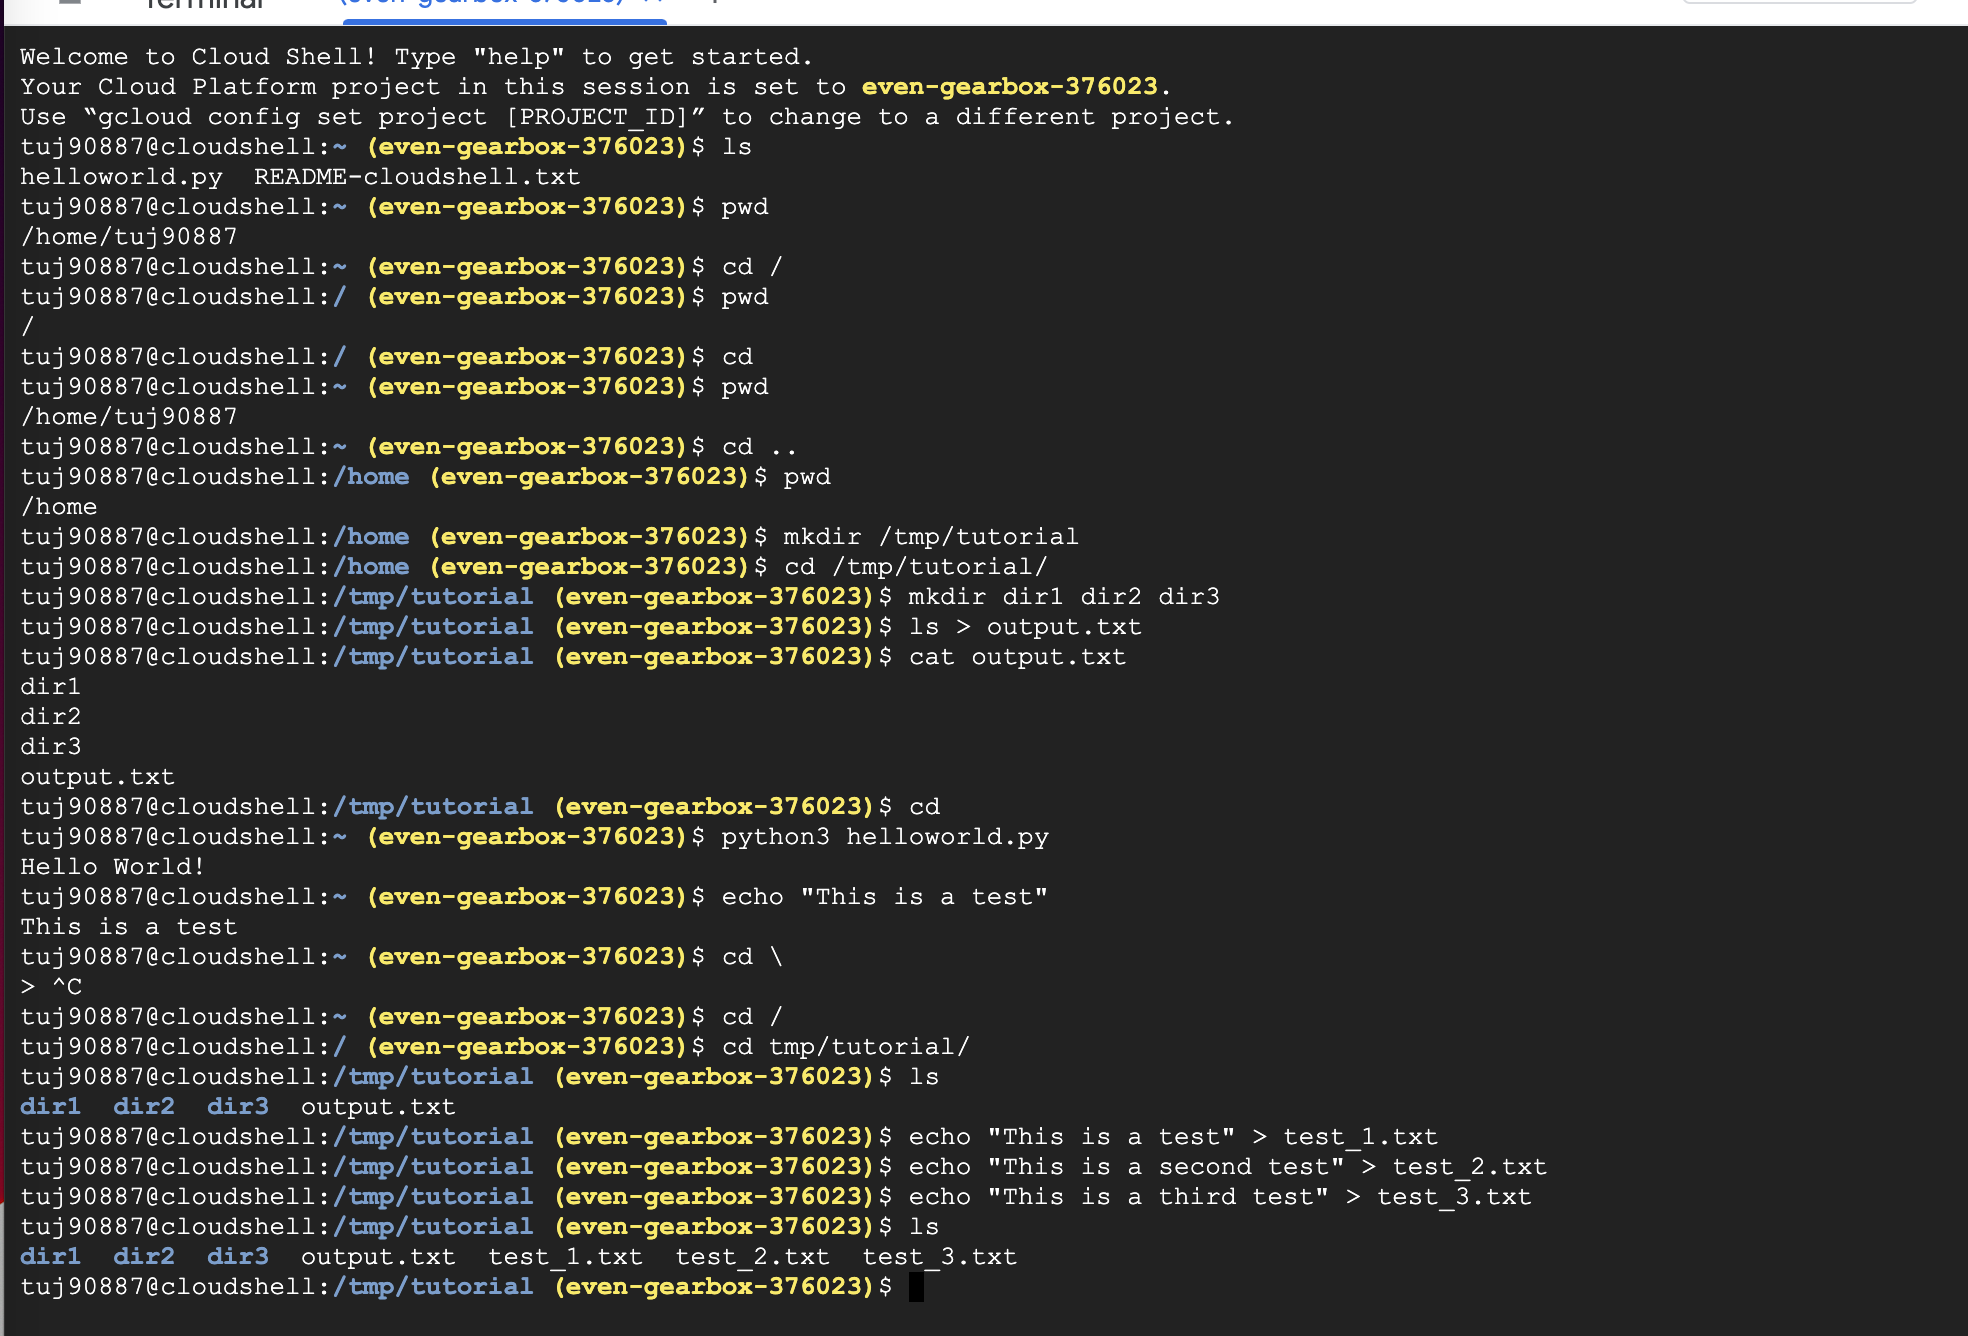 Terminal
Welcome to Cloud Shell! Type "help" to get started.
Your Cloud Platform project in this session is set to even-gearbox-376023.
Use “gcloud config set project [PROJECT_ID]” to change to a different project.
tuj90887@cloudshell:~ (even-gearbox-376023)$ ls
helloworld.py  README-cloudshell.txt
tuj90887@cloudshell:~ (even-gearbox-376023)$ pwd
/home/tuj90887
tuj90887@cloudshell:~ (even-gearbox-376023)$ cd /
tuj90887@cloudshell:/ (even-gearbox-376023)$ pwd
/
tuj90887@cloudshell:/ (even-gearbox-376023)$ cd
tuj90887@cloudshell:~ (even-gearbox-376023)$ pwd
/home/tuj90887
tuj90887@cloudshell:~ (even-gearbox-376023)$ cd ..
tuj90887@cloudshell:/home (even-gearbox-376023)$ pwd
/home
tuj90887@cloudshell:/home (even-gearbox-376023)$ mkdir /tmp/tutorial
tuj90887@cloudshell:/home (even-gearbox-376023)$ cd /tmp/tutorial/
tuj90887@cloudshell:/tmp/tutorial (even-gearbox-376023)$ mkdir dir1 dir2 dir3
tuj90887@cloudshell:/tmp/tutorial (even-gearbox-376023)$ ls > output.txt
tuj90887@cloudshell:/tmp/tutorial (even-gearbox-376023)$ cat output.txt
dir1
dir2
dir3
output.txt
tuj90887@cloudshell:/tmp/tutorial (even-gearbox-376023)$ cd
tuj90887@cloudshell:~ (even-gearbox-376023)$ python3 helloworld.py
Hello World!
tuj90887@cloudshell:~ (even-gearbox-376023)$ echo "This is a test"
This is a test
tuj90887@cloudshell:~ (even-gearbox-376023)$ cd \
> ^C
tuj90887@cloudshell:~ (even-gearbox-376023)$ cd /
tuj90887@cloudshell:/ (even-gearbox-376023)$ cd tmp/tutorial/
tuj90887@cloudshell:/tmp/tutorial (even-gearbox-376023)$ ls
dir1  dir2  dir3  output.txt
tuj90887@cloudshell:/tmp/tutorial (even-gearbox-376023)$ echo "This is a test" > test_1.txt
tuj90887@cloudshell:/tmp/tutorial (even-gearbox-376023)$ echo "This is a second test" > test_2.txt
tuj90887@cloudshell:/tmp/tutorial (even-gearbox-376023)$ echo "This is a third test" > test_3.txt
tuj90887@cloudshell:/tmp/tutorial (even-gearbox-376023)$ ls
dir1  dir2  dir3  output.txt  test_1.txt  test_2.txt  test_3.txt
tuj90887@cloudshell:/tmp/tutorial (even-gearbox-376023)$